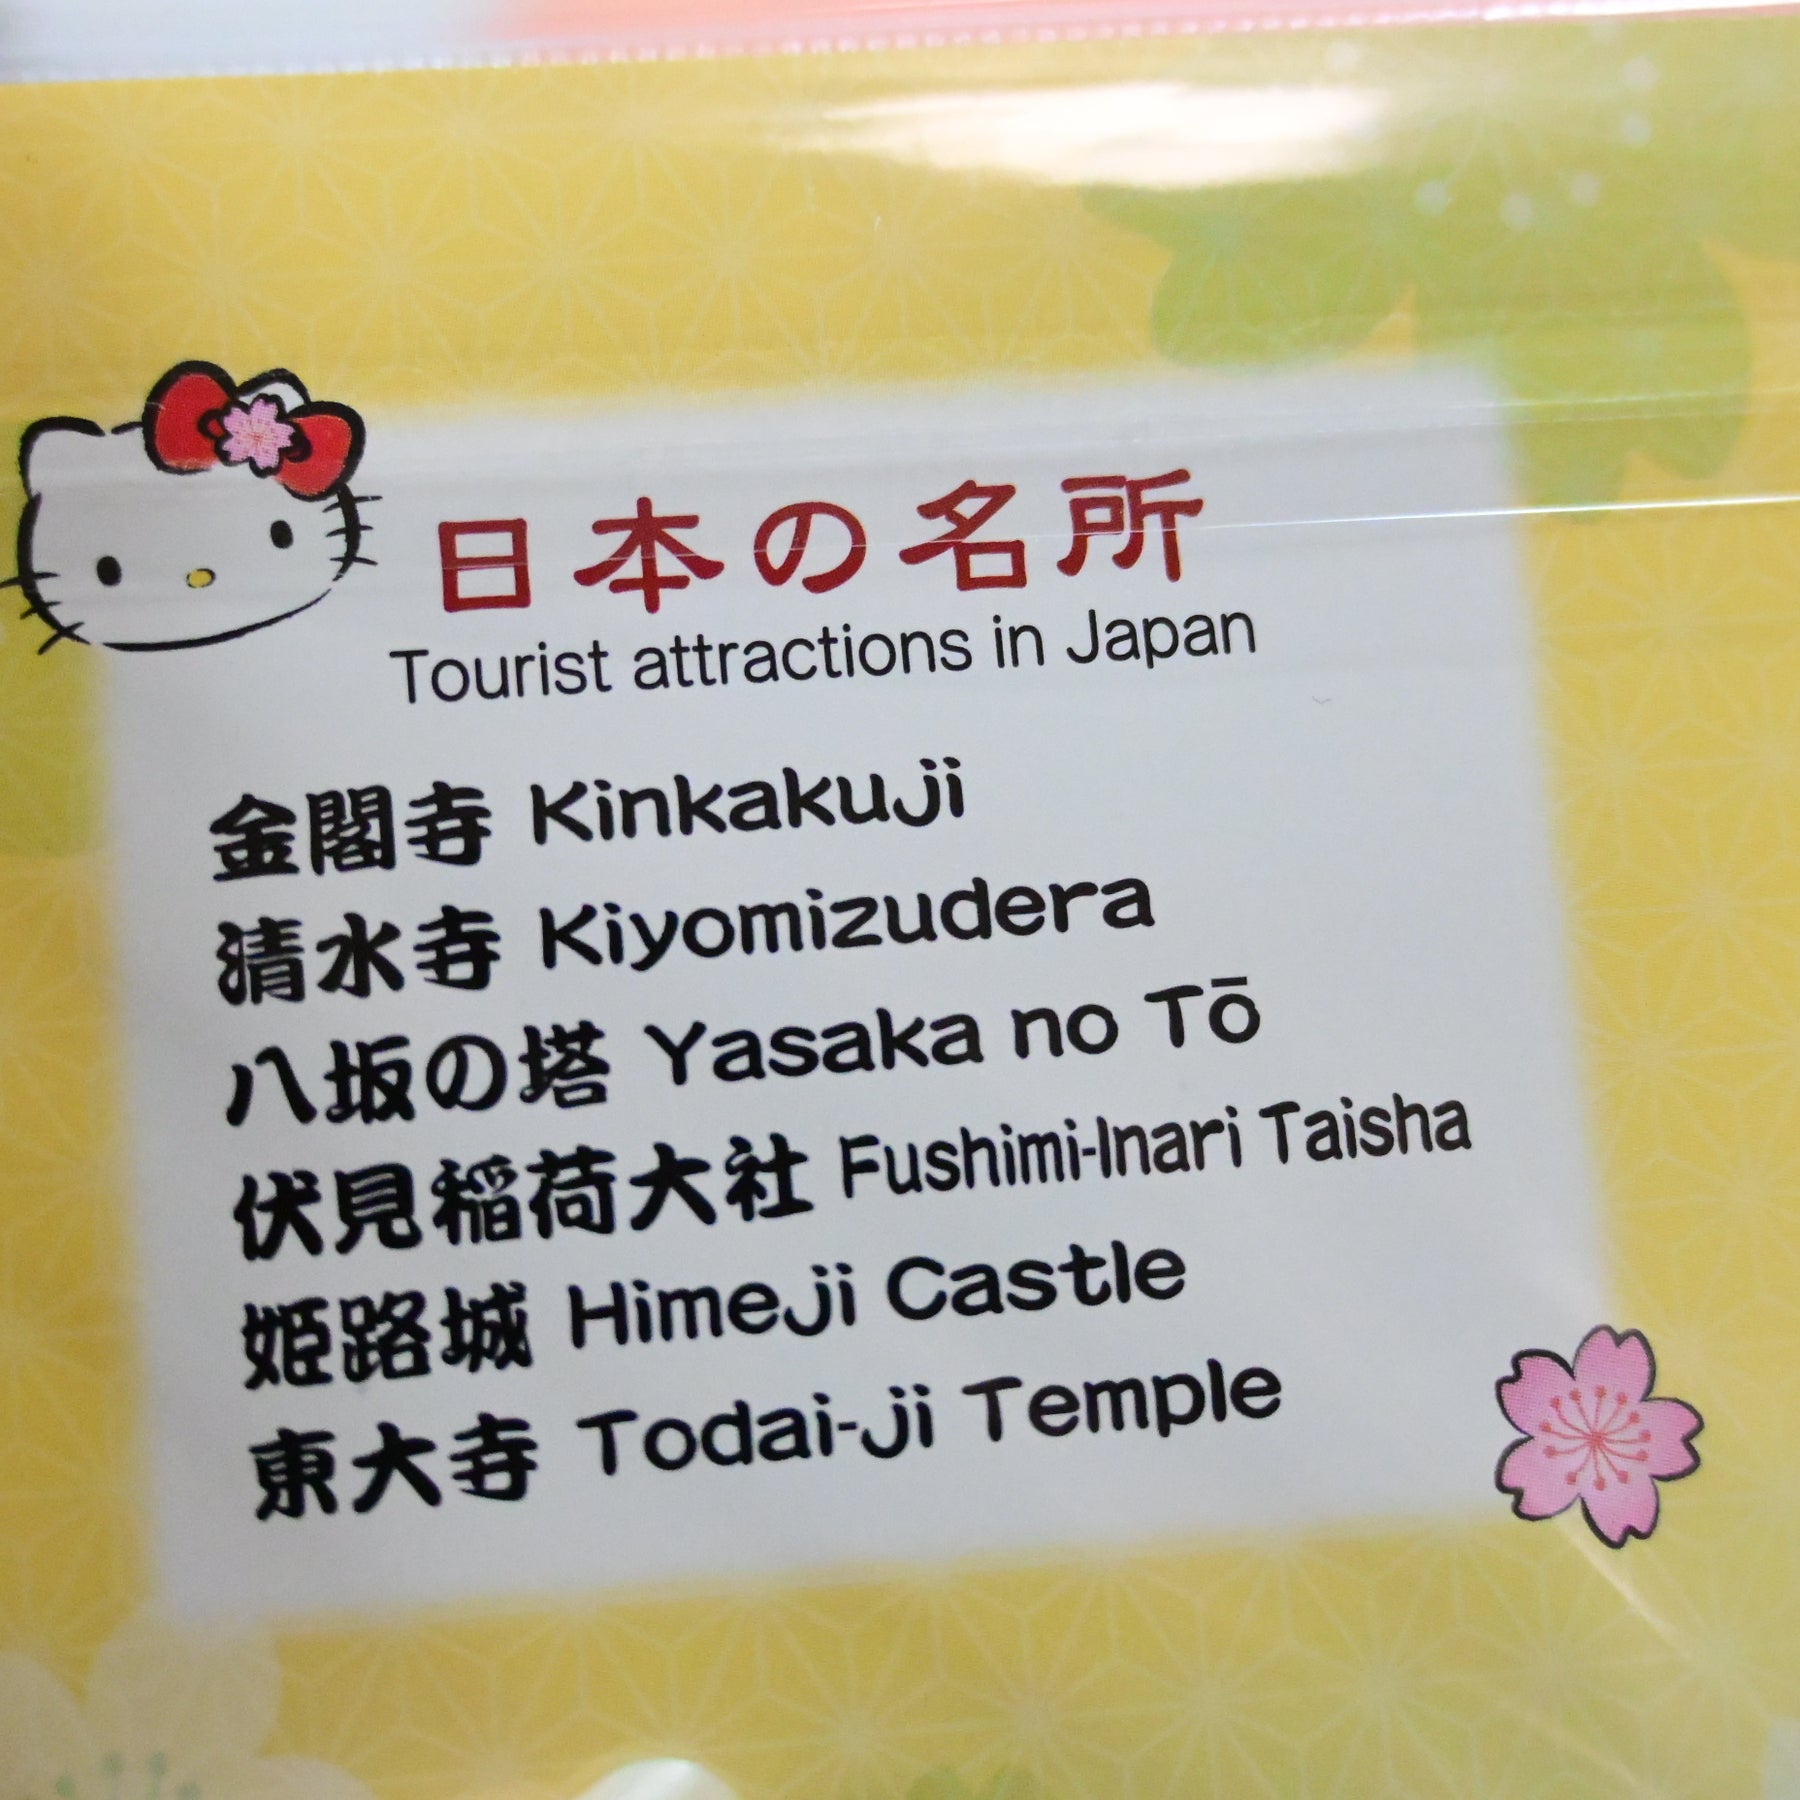 日本の名所
Tourist attractions in Japan
金閣寺 Kinkakuji
清水寺 Kiyomizudera
八坂の塔 Yasaka no Tō
伏見稲荷大社 Fushimi-Inari Taisha
姫路城 Himeji Castle
東大寺 Todai-ji Temple